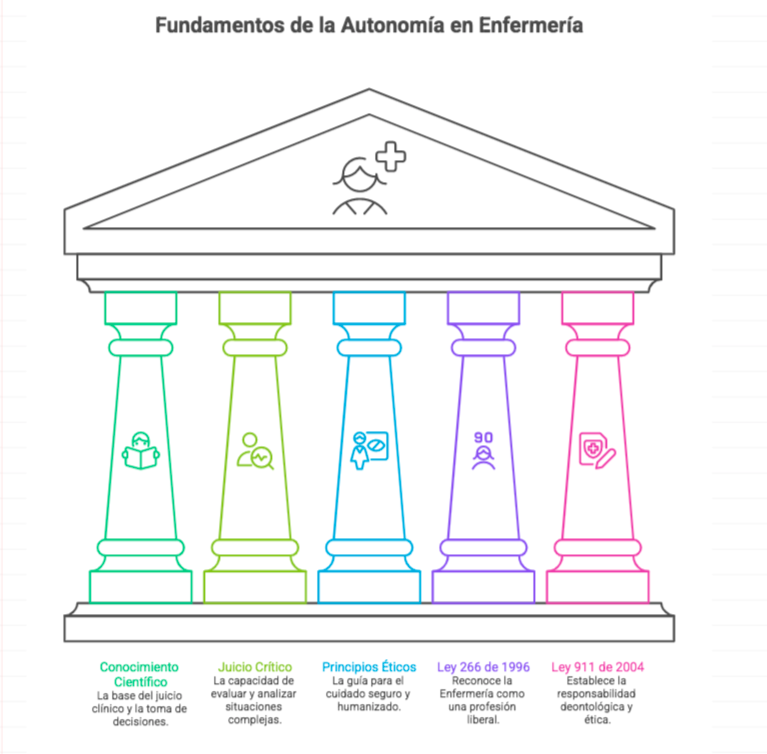 Fundamentos de la Autonomía en Enfermería
90
Conocimiento
Científico
La base del juicio
clínico y la toma de
decisiones.
Juicio Crítico
La capacidad de
evaluar y analizar
situaciones
complejas.
Principios Éticos
La guía para el
cuidado seguro y
humanizado.
Ley 266 de 1996
Reconoce la
Enfermería como
una profesión
liberal.
Ley 911 de 2004
Establece la
responsabilidad
deontológica y
ética.